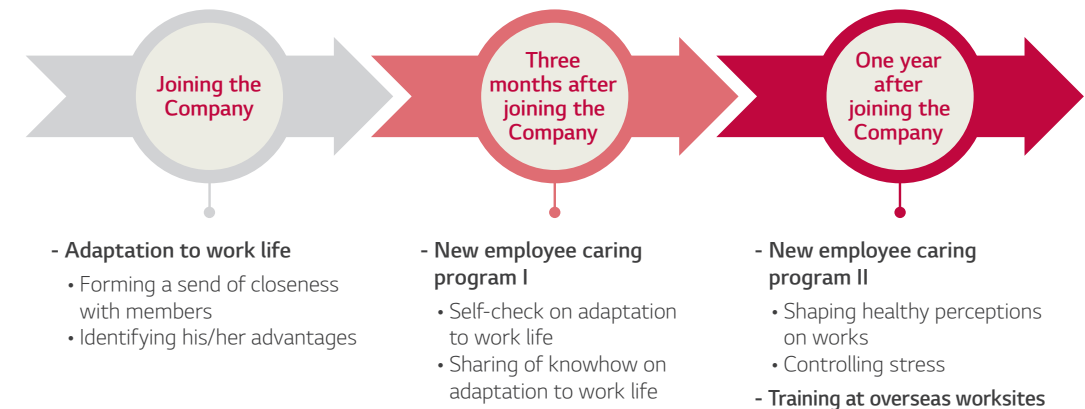 Joining the
Company
Three
months after
joining the
Company
One year
after
joining the
Company
- Adaptation to work life
• Forming a send of closeness
with members
• Identifying his/her advantages
- New employee caring
program I
• Self-check on adaptation
to work life
• Sharing of knowhow on
adaptation to work life
- New employee caring
program II
• Shaping healthy perceptions
on works
• Controlling stress
- Training at overseas worksites